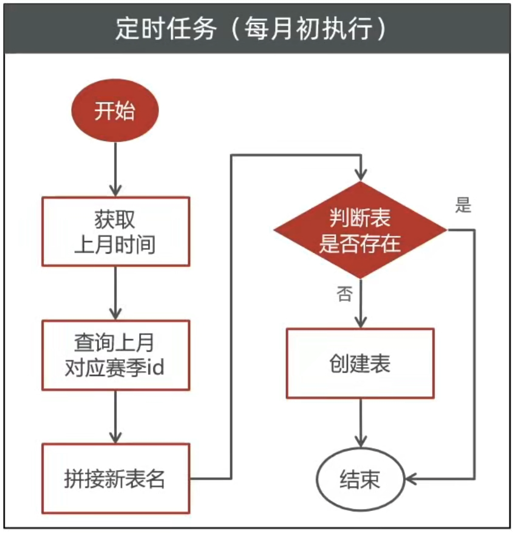 定时任务（每月初执行）
开始
获取
上月时间
查询上月
对应赛季id
拼接新表名
判断表
是否存在
是
否
创建表
结束